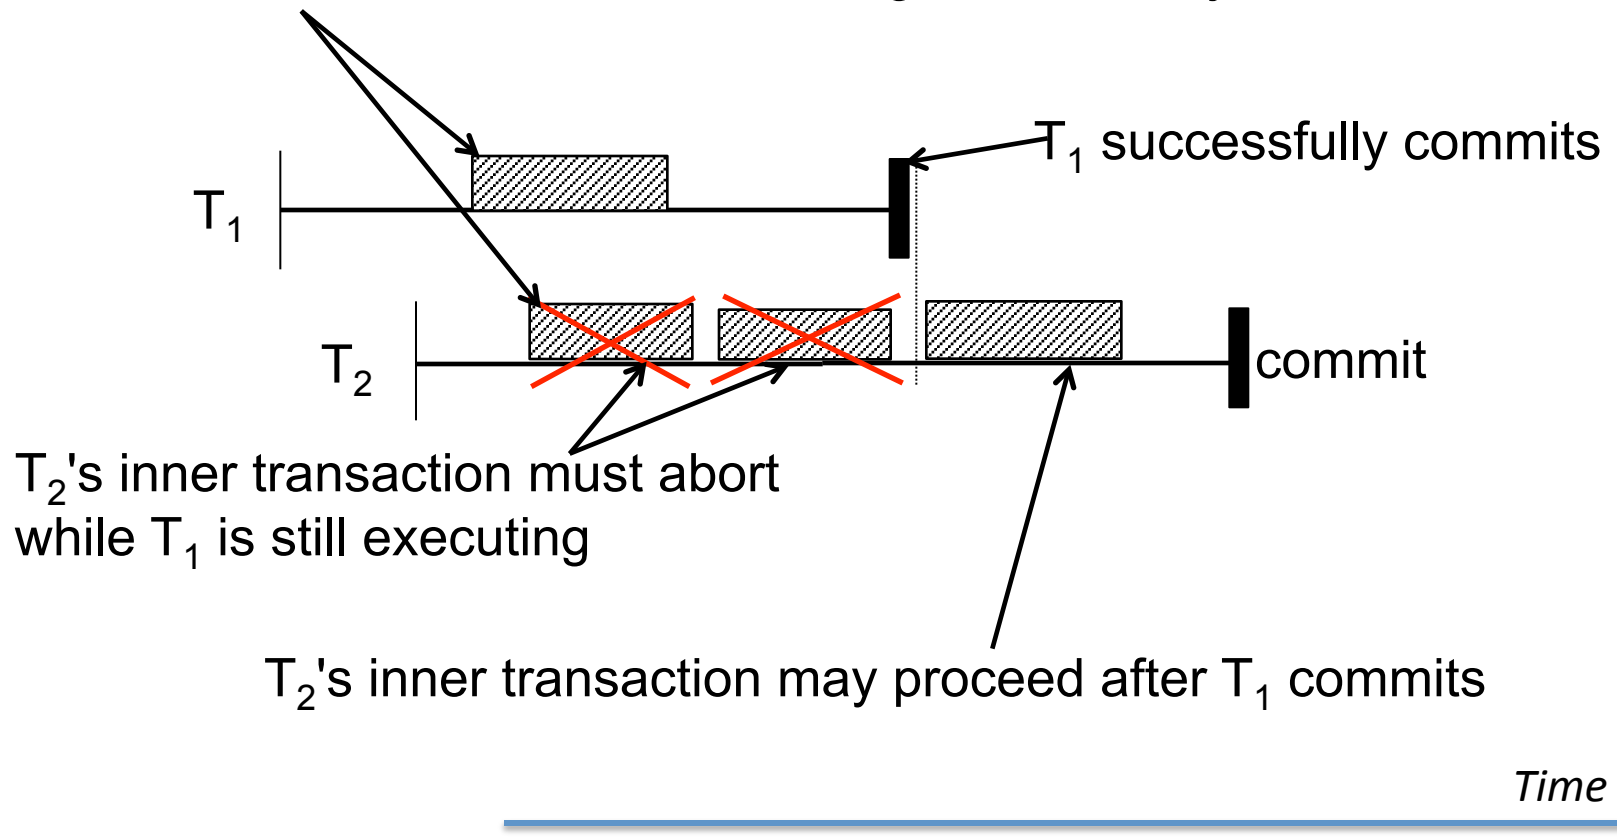 T₁ successfully commits
T₁
T₂
commit
T₂'s inner transaction must abort
while T₁ is still executing
T₂'s inner transaction may proceed after T₁ commits
Time